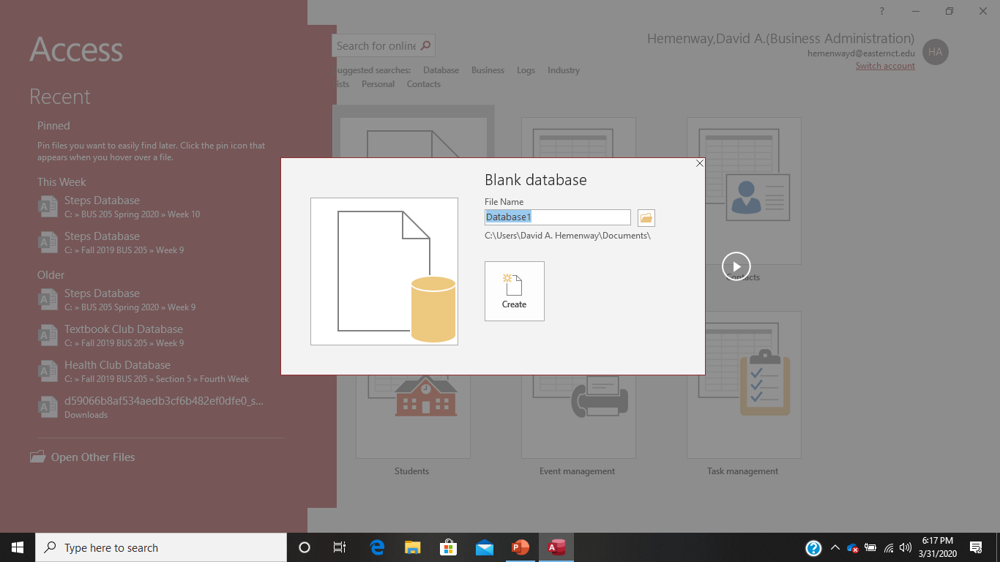 Access
Recent
Pinned
Pin files you want to easily find later. Click the pin icon that
appears when you hover over a file.
This Week
Steps Database
C: » BUS 205 Spring 2020 » Week 10
Steps Database
C: » Fall 2019 BUS 205 » Week 9
Older
Steps Database
C: » BUS 205 Spring 2020 » Week 9
Textbook Club Database
C: » Fall 2019 BUS 205 » Week 9
Health Club Database
C: » Fall 2019 BUS 205 » Section 5 » Fourth Week
d59066b8af534aedb3cf6b482ef0dfe0_s...
Downloads
Open Other Files
Search for online
uggested searches: Database Business Logs Industry
ists Personal Contacts
?
Hemenway,David A.(Business Administration)
hemenwayd@easternct.edu
Switch account
HA
Blank database
File Name
Database1
C:\Users\David A. Hemenway\Documents\
Create
Contacts
Students
Event management
Task management
Type here to search
6:17 PM
3/31/2020